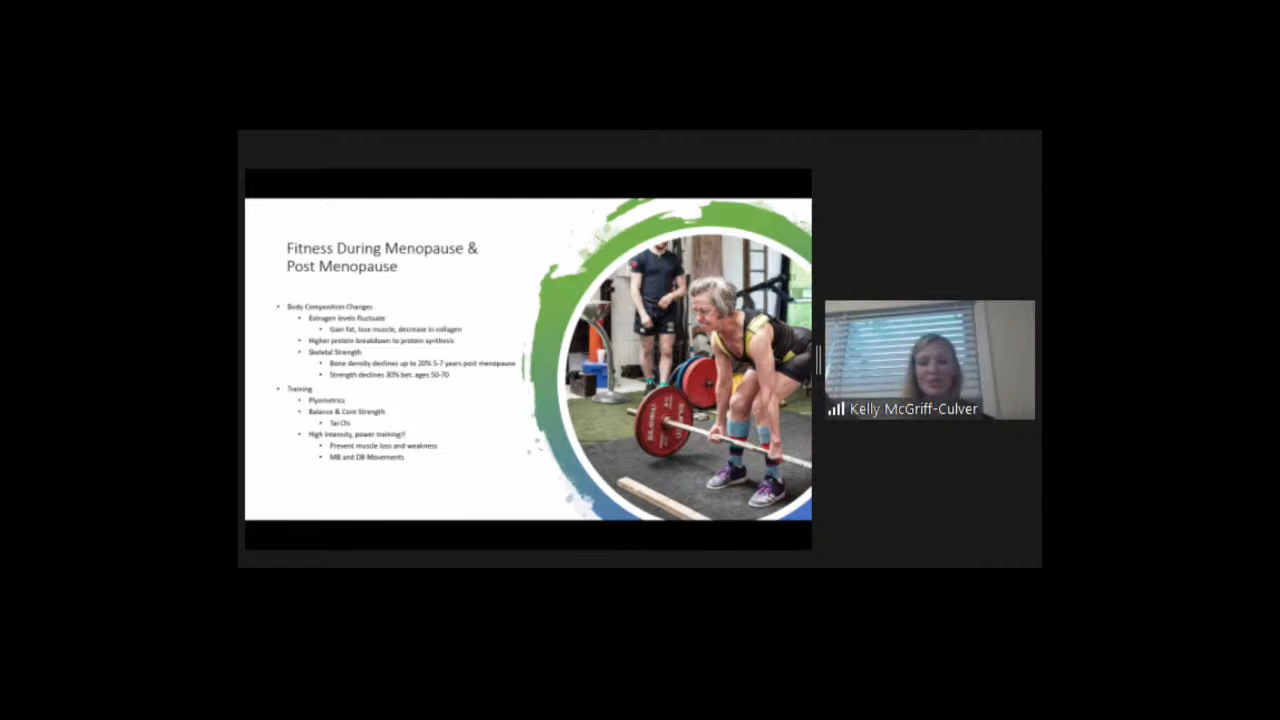 Fitness During Menopause &
Post Menopause
• Body Composition Changes
• Estrogen levels fluctuate
• Gain fat, lose muscle, decrease in collagen
• Higher protein breakdown to protein synthesis
• Skeletal Strength
• Bone density declines up to 20% 5-7 years post menopause
• Strength declines 30% bet. ages 50-70
• Training
• Plyometrics
• Balance & Core Strength
• Tai Chi
• High intensity, power training!!
• Prevent muscle loss and weakness
• MB and DB Movements
Kelly McGriff-Culver